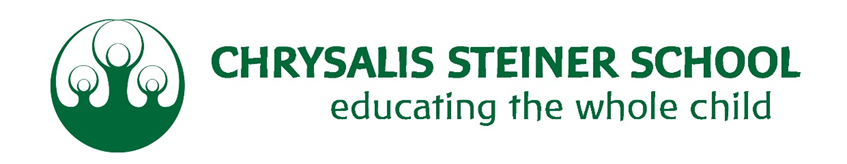 CHRYSALIS STEINER SCHOOL
educating the whole child